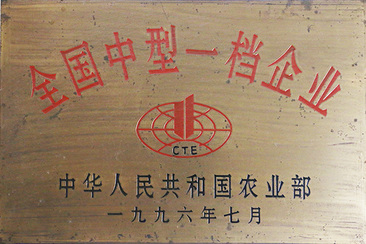 全国中型一档企业
CTE
中华人民共和国农业部
一九九六年七月